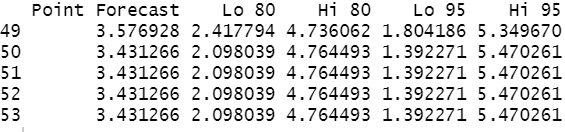 Point Forecast Lo 80 Hi 80 Lo 95 Hi 95
49 3.576928 2.417794 4.736062 1.804186 5.349670
50 3.431266 2.098039 4.764493 1.392271 5.470261
51 3.431266 2.098039 4.764493 1.392271 5.470261
52 3.431266 2.098039 4.764493 1.392271 5.470261
53 3.431266 2.098039 4.764493 1.392271 5.470261